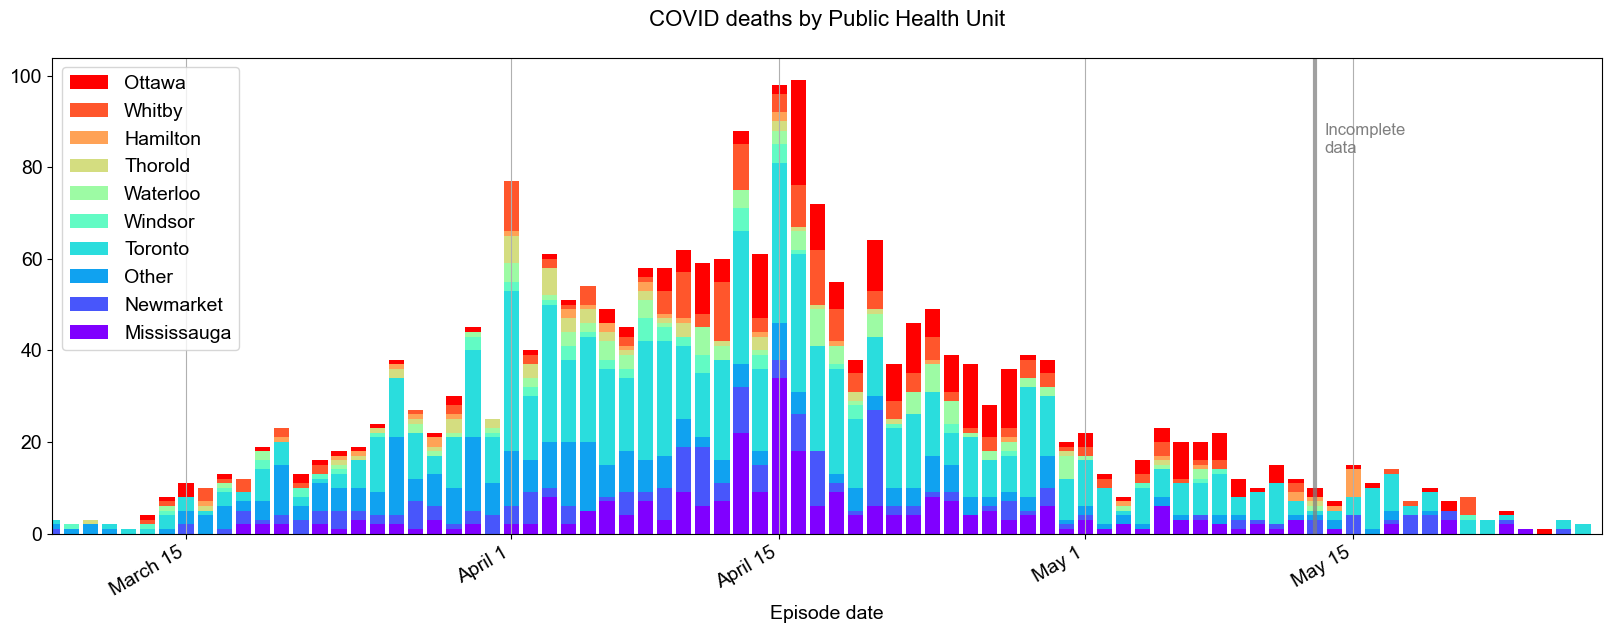 COVID deaths by Public Health Unit
100
80
60
40
20
0
Ottawa
Whitby
Hamilton
Thorold
Waterloo
Windsor
Toronto
Other
Newmarket
Mississauga
Incomplete
data
March 15
April 1
April 15
May 1
May 15
Episode date